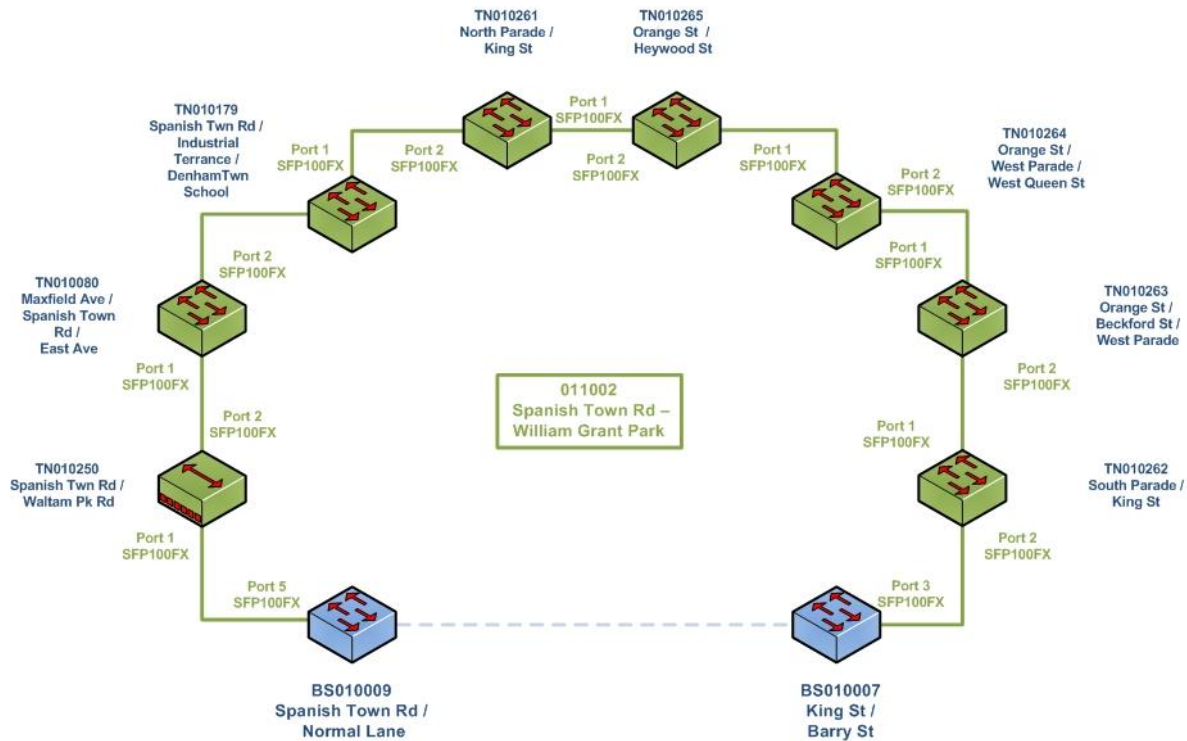 TN010261
North Parade /
King St
TN010265
Orange St /
Heywood St
TN010179
Spanish Twn Rd /
Industrial
Terrance /
DenhamTwn
School
Port 1
SFP100FX
Port 2
SFP100FX
Port 1
SFP100FX
Port 2
SFP100FX
Port 1
SFP100FX
TN010264
Orange St /
West Parade /
West Queen St
Port 2
SFP100FX
Port 1
SFP100FX
Port 2
SFP100FX
TN010080
Maxfield Ave /
Spanish Town
Rd /
East Ave
TN010263
Orange St /
Beckford St /
West Parade
Port 1
SFP100FX
Port 2
SFP100FX
011002
Spanish Town Rd –
William Grant Park
Port 2
SFP100FX
Port 1
SFP100FX
TN010250
Spanish Twn Rd /
Waltam Pk Rd
TN010262
South Parade /
King St
Port 1
SFP100FX
Port 2
SFP100FX
Port 5
SFP100FX
Port 3
SFP100FX
BS010009
Spanish Town Rd /
Normal Lane
BS010007
King St /
Barry St